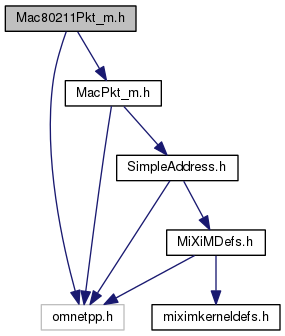 Mac80211Pkt_m.h
MacPkt_m.h
SimpleAddress.h
MiXiMDefs.h
omnetpp.h
miximkerneldefs.h